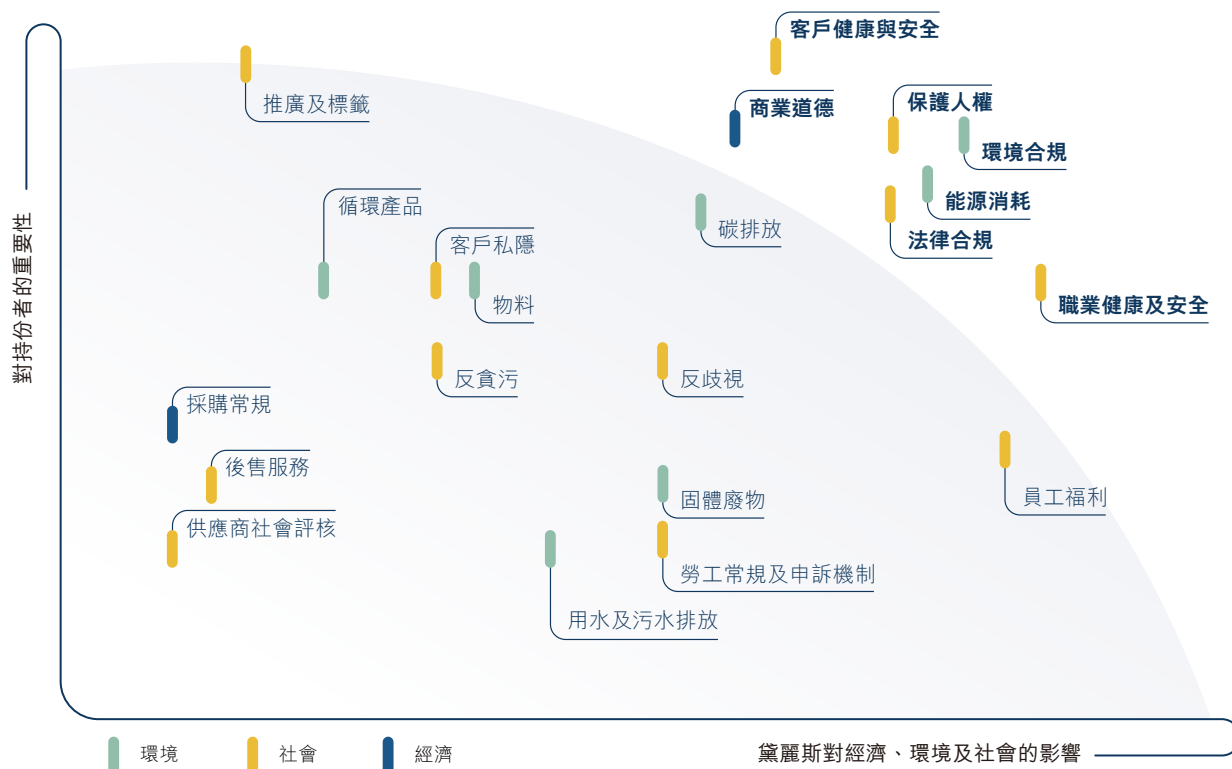 客戶健康與安全
推廣及標籤
商業道德
保護人權
環境合規
循環產品
能源消耗
客戶私隱
碳排放
法律合規
物料
職業健康及安全
對持份者的重要性
反貪污
反歧視
採購常規
後售服務
固體廢物
員工福利
供應商社會評核
勞工常規及申訴機制
用水及污水排放
環境
社會
經濟
黛麗斯對經濟、環境及社會的影響